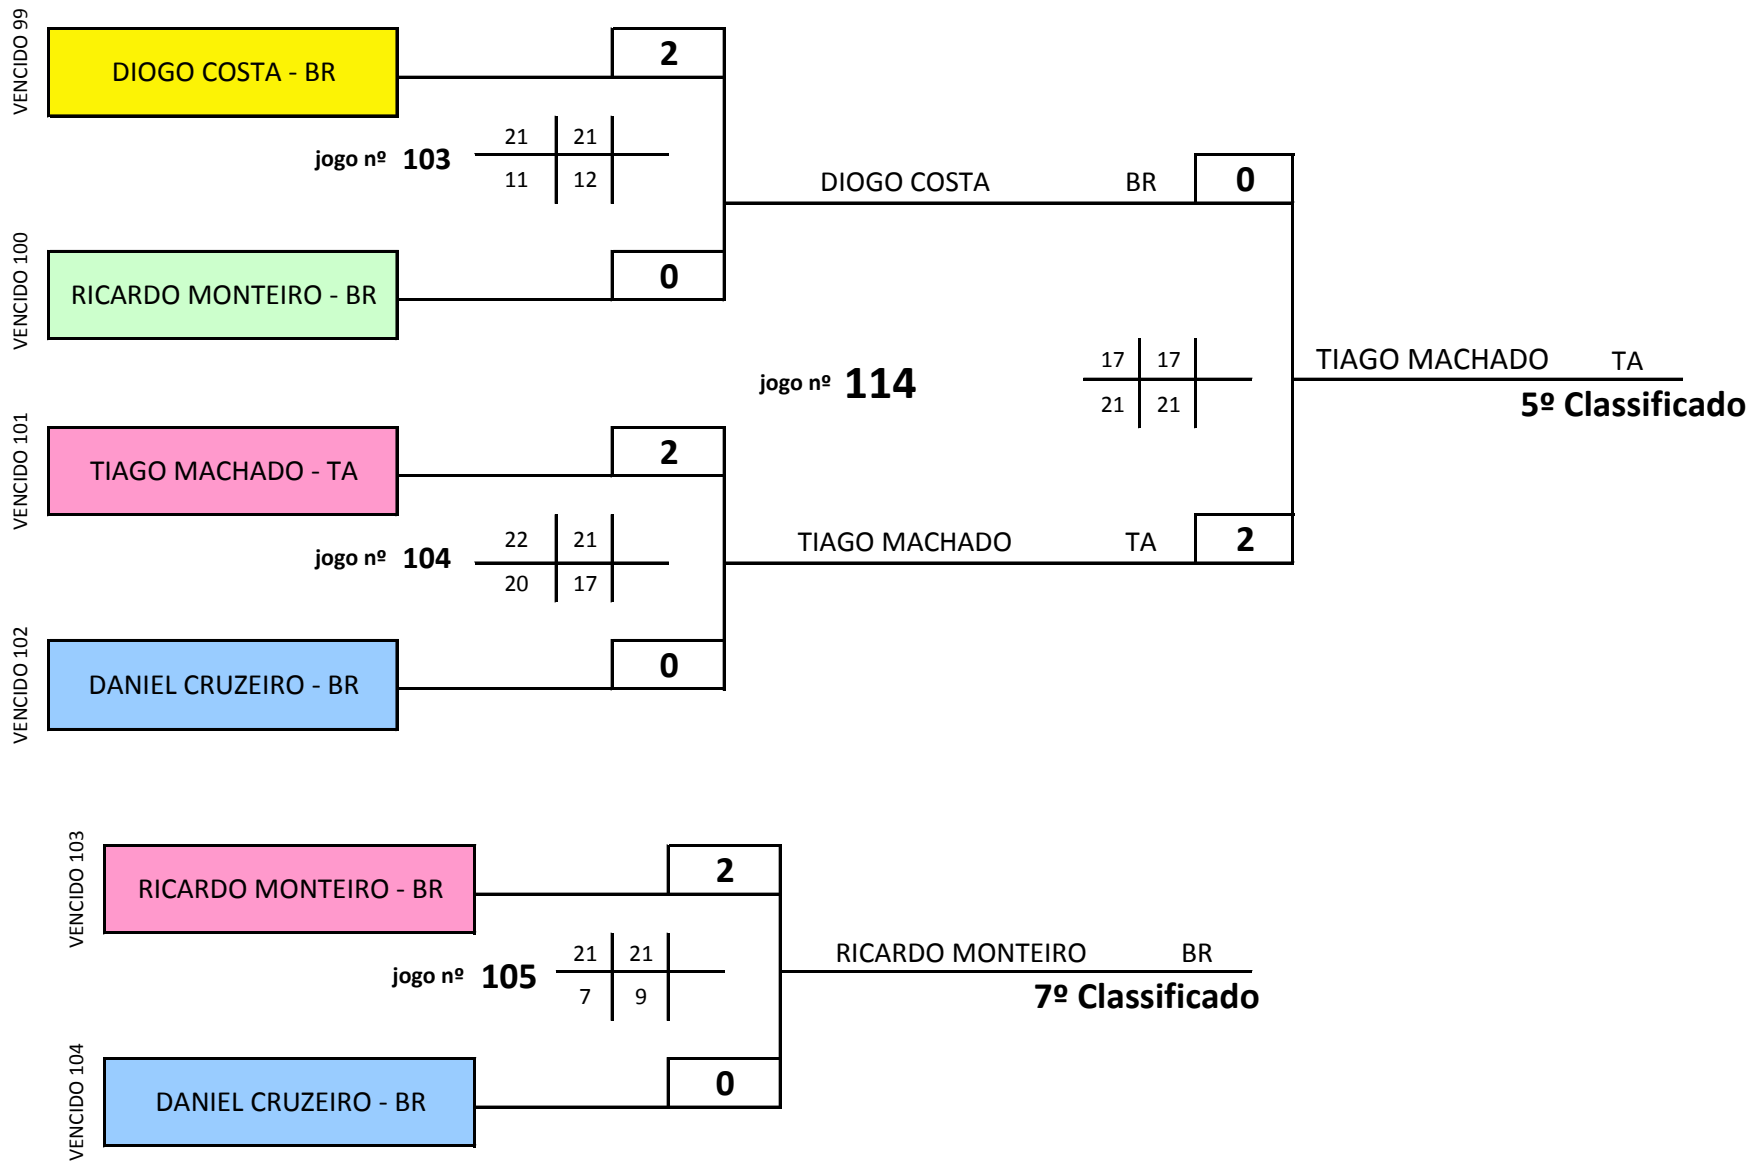 VENCIDO 99
DIOGO COSTA - BR
2
jogo nº 103
21 21
11 12
DIOGO COSTA BR 0
VENCIDO 100
RICARDO MONTEIRO - BR
0
jogo nº 114
17 17
21 21
TIAGO MACHADO TA
5º Classificado
VENCIDO 101
TIAGO MACHADO - TA
2
jogo nº 104
22 21
20 17
TIAGO MACHADO TA 2
VENCIDO 102
DANIEL CRUZEIRO - BR
0
VENCIDO 103
RICARDO MONTEIRO - BR
2
jogo nº 105
21 21
7 9
RICARDO MONTEIRO BR
7º Classificado
VENCIDO 104
DANIEL CRUZEIRO - BR
0